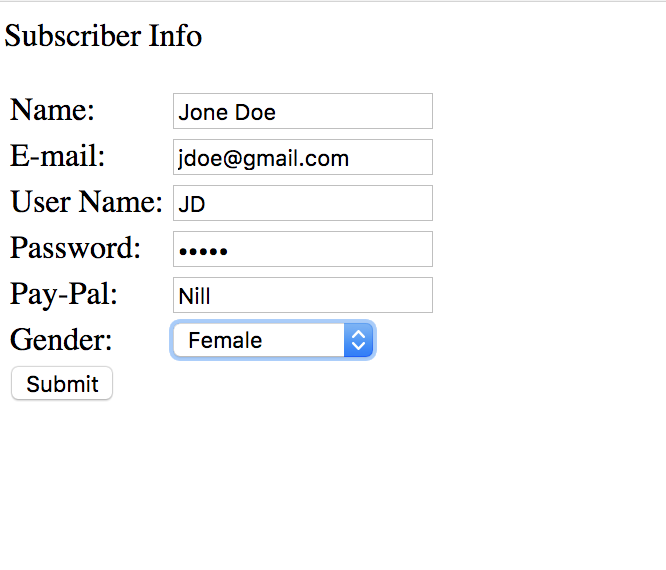 Subscriber Info
Name: Jone Doe
E-mail: jdoe@gmail.com
User Name: JD
Password: •••••
Pay-Pal: Nill
Gender: Female
Submit